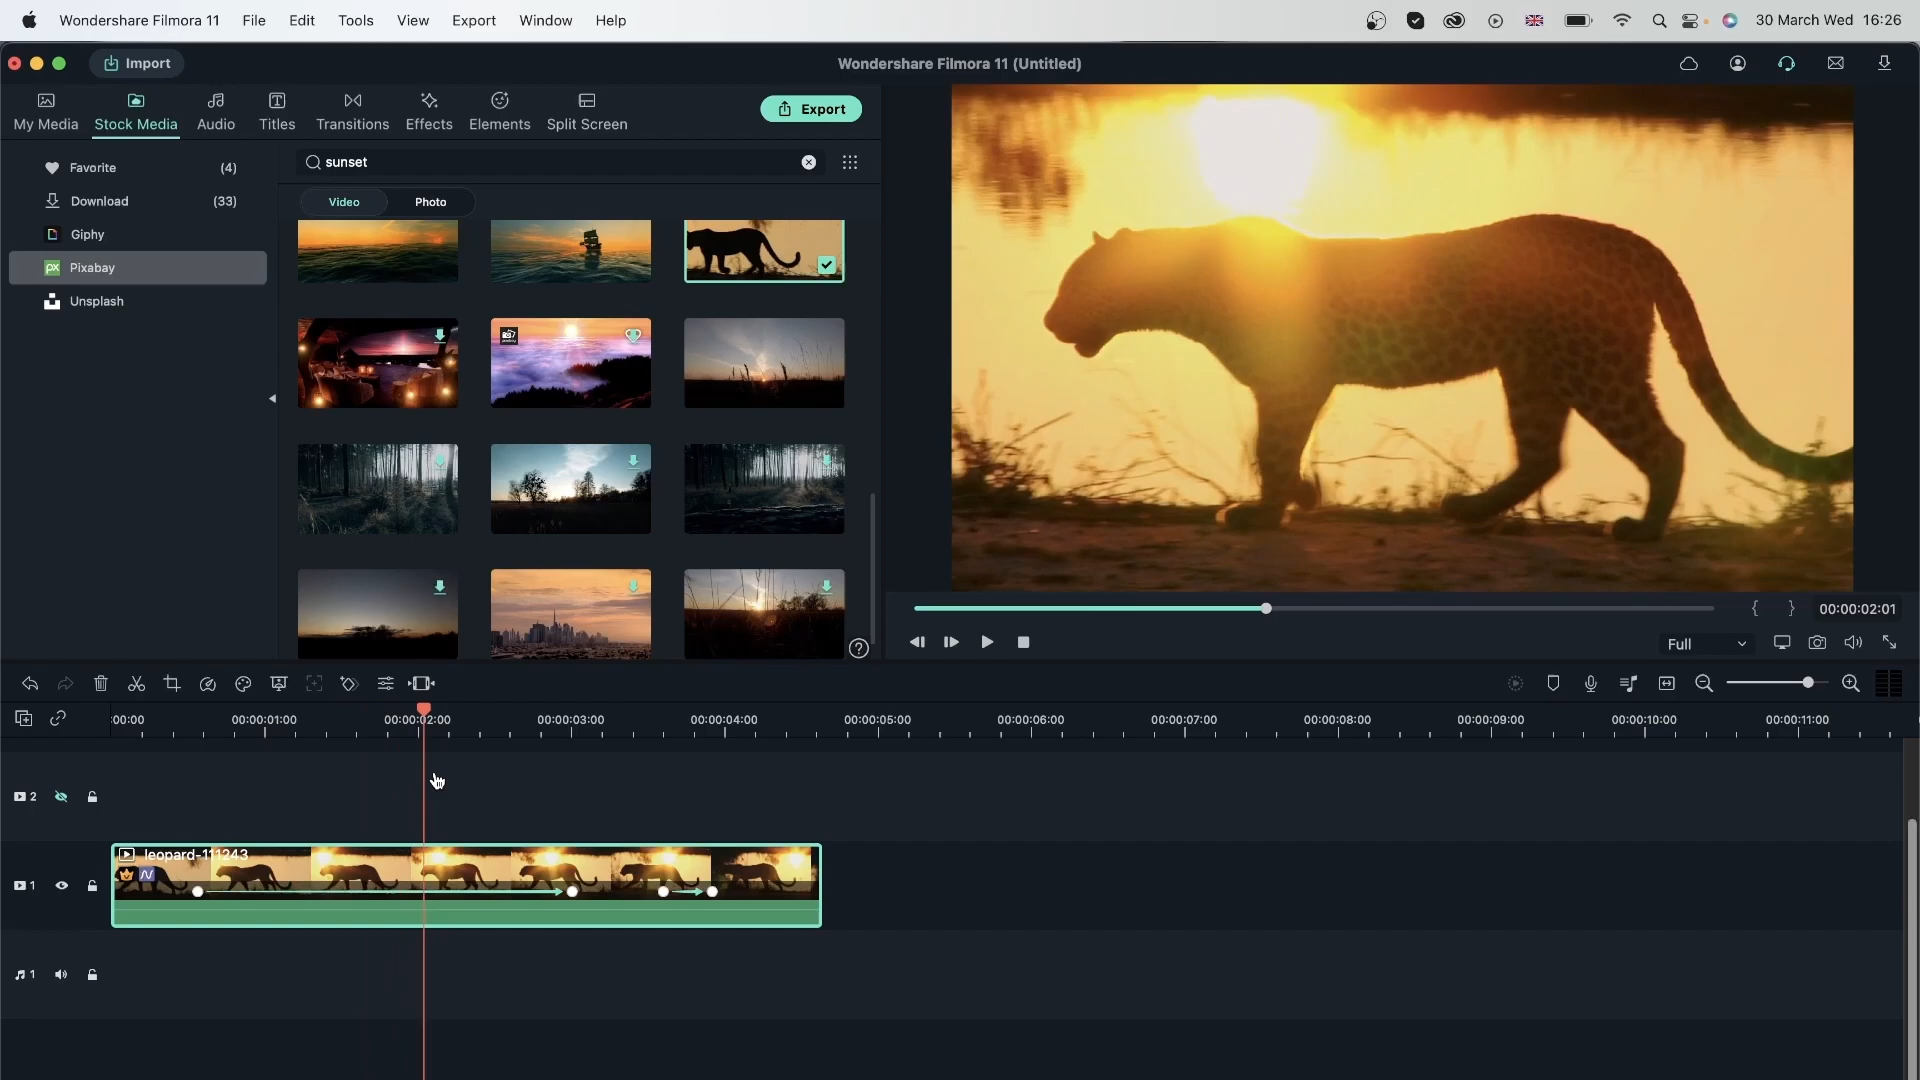 Wondershare Filmora 11 File Edit Tools View Export Window Help 30 March Wed 16:26
Import Wondershare Filmora 11 (Untitled)
My Media Stock Media Audio Titles Transitions Effects Elements Split Screen Export
Favorite (4)
Download (33)
Giphy
Pixabay
Unsplash
sunset
Video Photo
{ } 00:00:02:01
Full
:00:00 00:00:01:00 00:00:02:00 00:00:03:00 00:00:04:00 00:00:05:00 00:00:06:00 00:00:07:00 00:00:08:00 00:00:09:00 00:00:10:00 00:00:11:00
2
leopard-111243
1
1